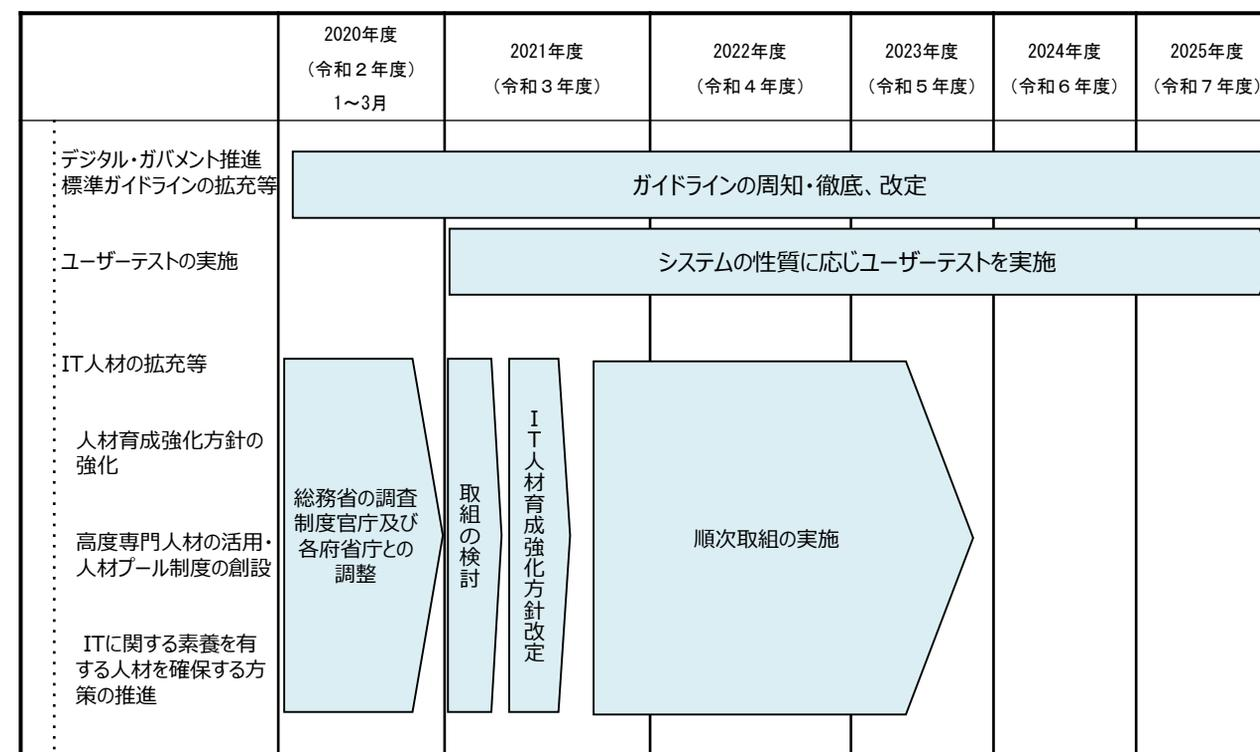 2020年度
（令和２年度）
1～3月
2021年度
（令和３年度）
2022年度
（令和４年度）
2023年度
（令和５年度）
2024年度
（令和６年度）
2025年度
（令和７年度）
デジタル・ガバメント推進
標準ガイドラインの拡充等
ガイドラインの周知・徹底、改定
ユーザーテストの実施
システムの性質に応じユーザーテストを実施
IT人材の拡充等
人材育成強化方針の
強化
高度専門人材の活用・
人材プール制度の創設
ITに関する素養を有
する人材を確保する方
策の推進
総務省の調査
制度官庁及び
各府省庁との
調整
取組の検討
IT人材育成強化方針改定
順次取組の実施